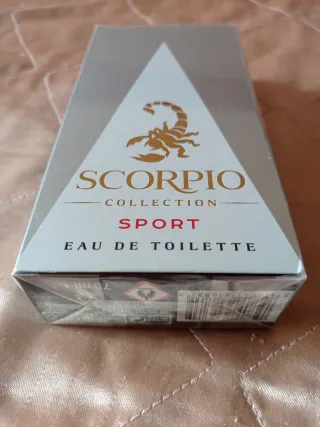 SCORPIO
COLLECTION
SPORT
EAU DE TOILETTE